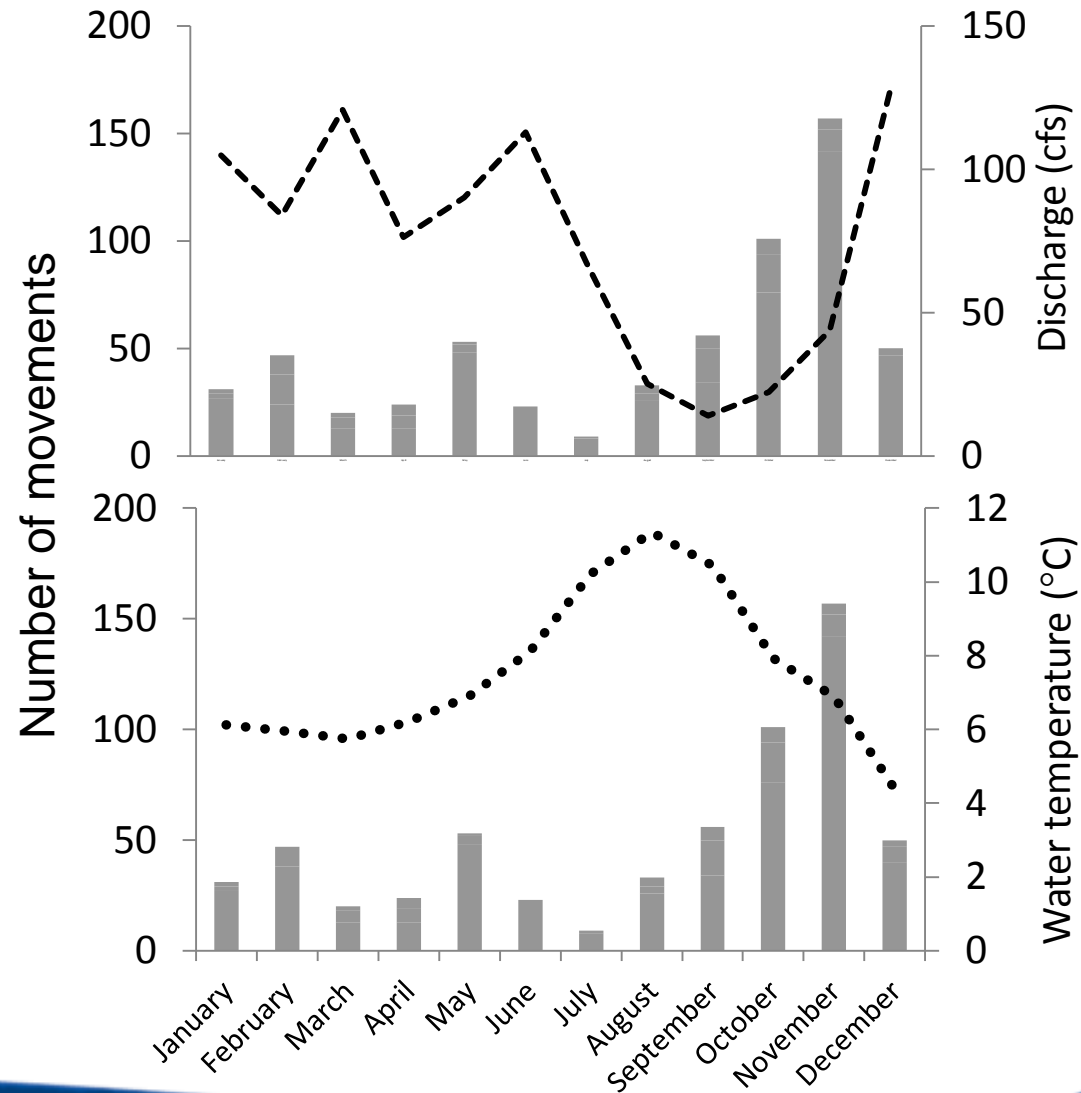 200
150
100
50
0
150
100
50
0
Discharge (cfs)
Number of movements
200
150
100
50
0
12
10
8
6
4
2
0
Water temperature (°C)
January
February
March
April
May
June
July
August
September
October
November
December